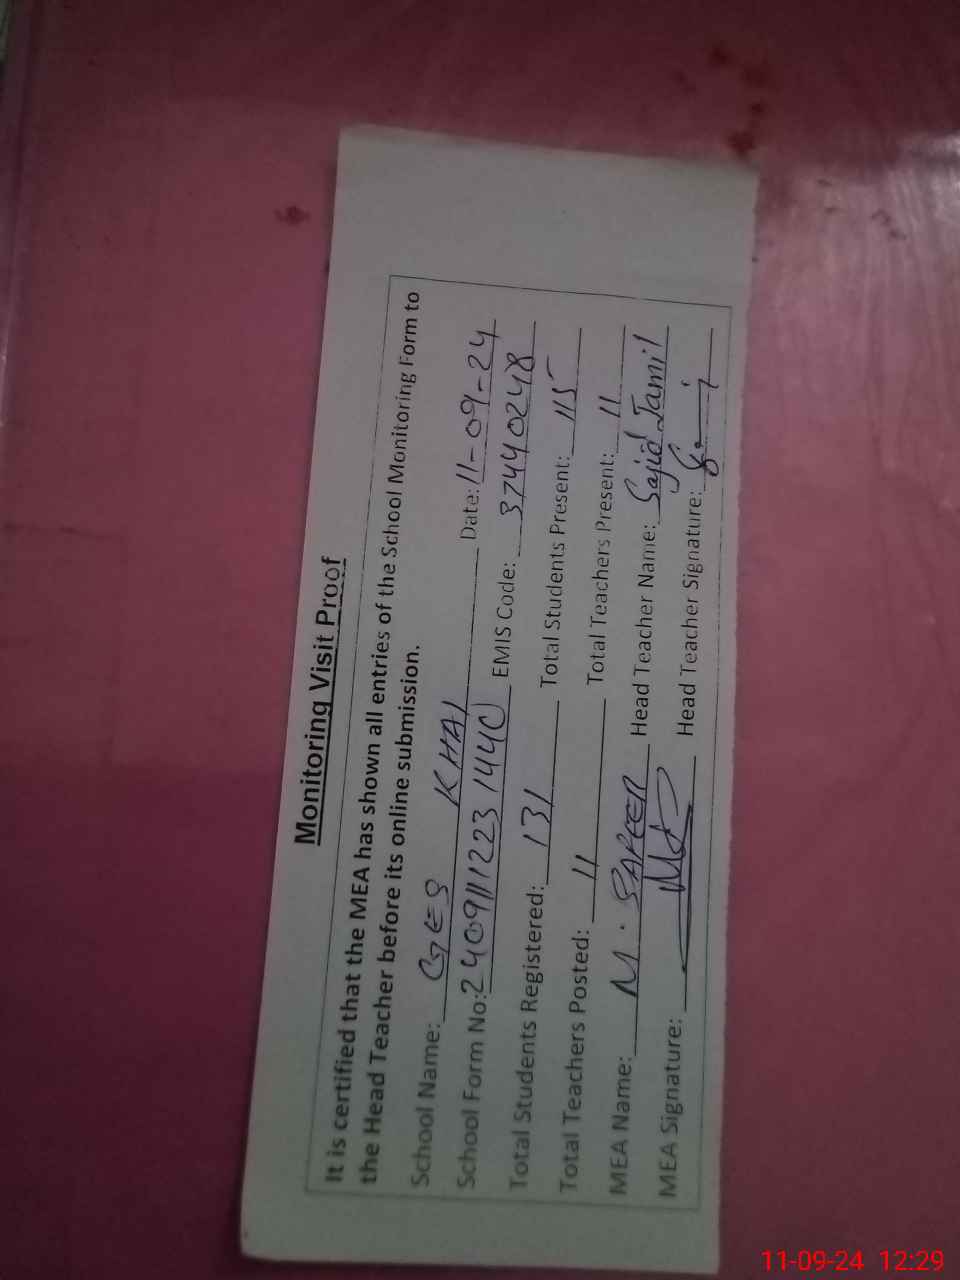 Monitoring Visit Proof
It is certified that the MEA has shown all entries of the School Monitoring Form to
the Head Teacher before its online submission.
School Name: GES KHAI Date: 11-09-24
School Form No: 24091112231440 EMIS Code: 37440248
Total Students Registered: 131 Total Students Present: 115
Total Teachers Posted: 11 Total Teachers Present: 11
MEA Name: M. SAFEER Head Teacher Name: Sajid Jamil
MEA Signature: Head Teacher Signature:
11-09-24 12:29